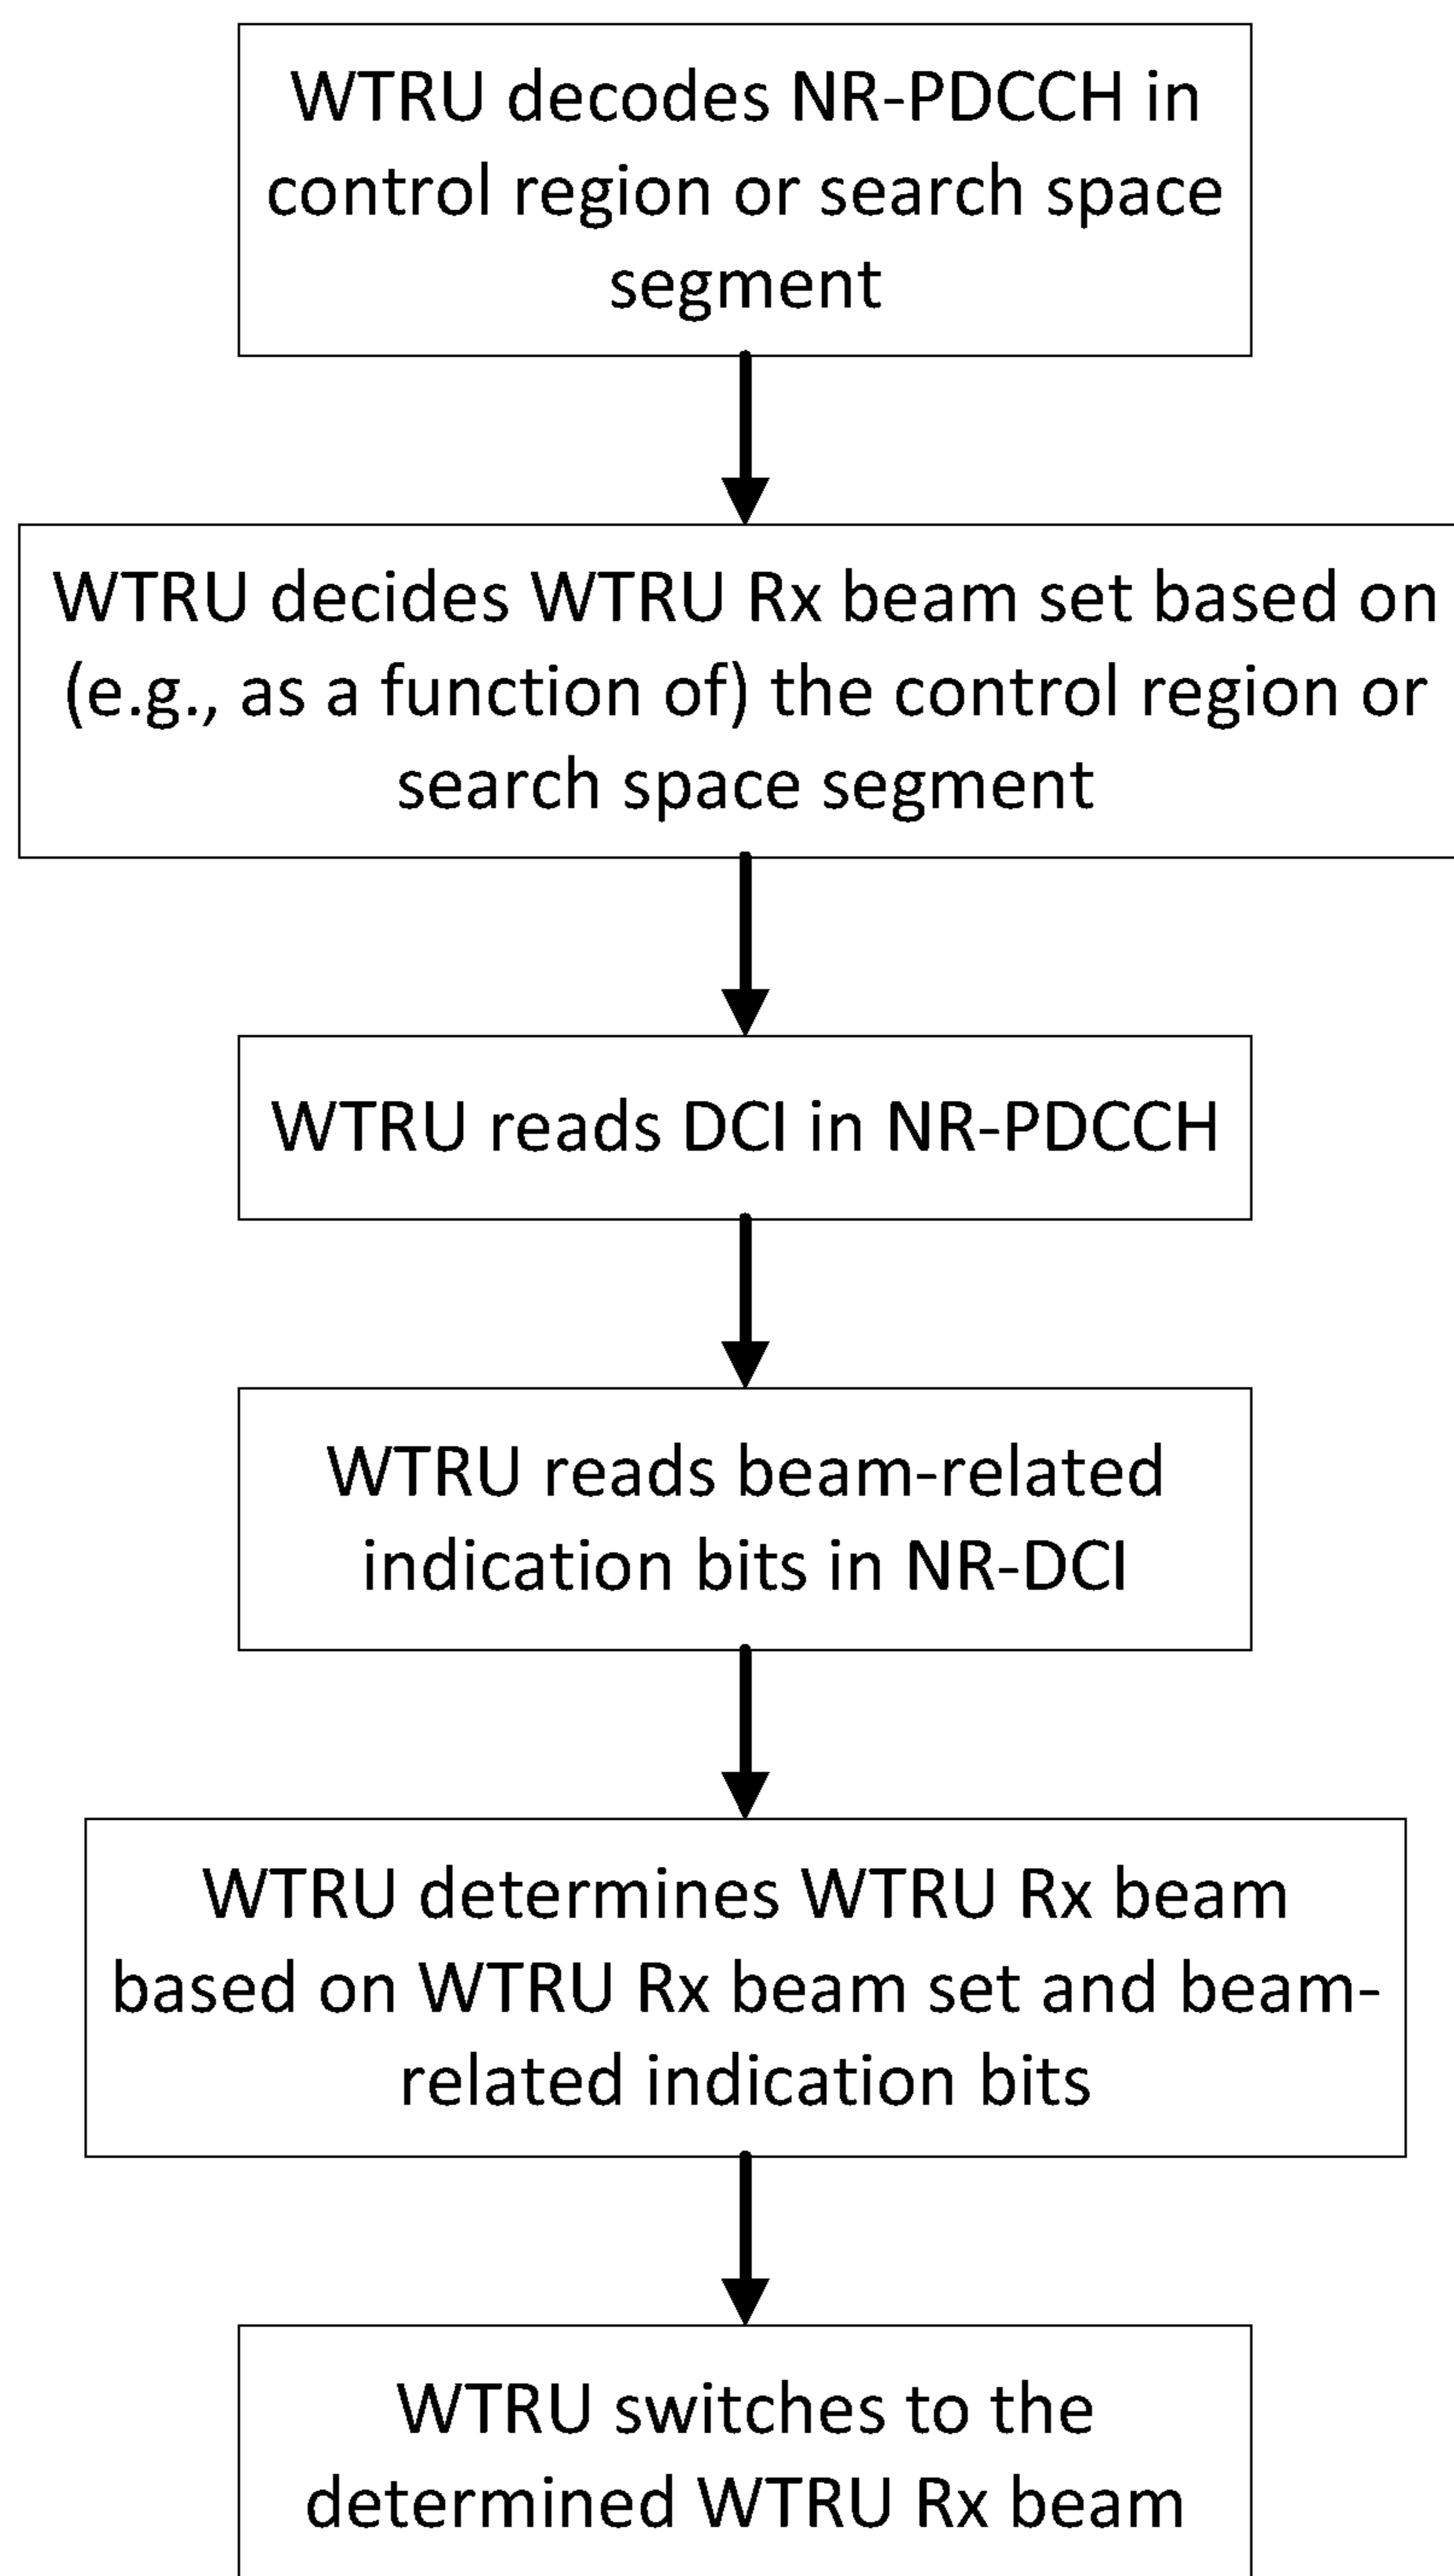 WTRU decodes NR-PDCCH in
control region or search space
segment
WTRU decides WTRU Rx beam set based on
(e.g., as a function of) the control region or
search space segment
WTRU reads DCI in NR-PDCCH
WTRU reads beam-related
indication bits in NR-DCI
WTRU determines WTRU Rx beam
based on WTRU Rx beam set and beam-
related indication bits
WTRU switches to the
determined WTRU Rx beam